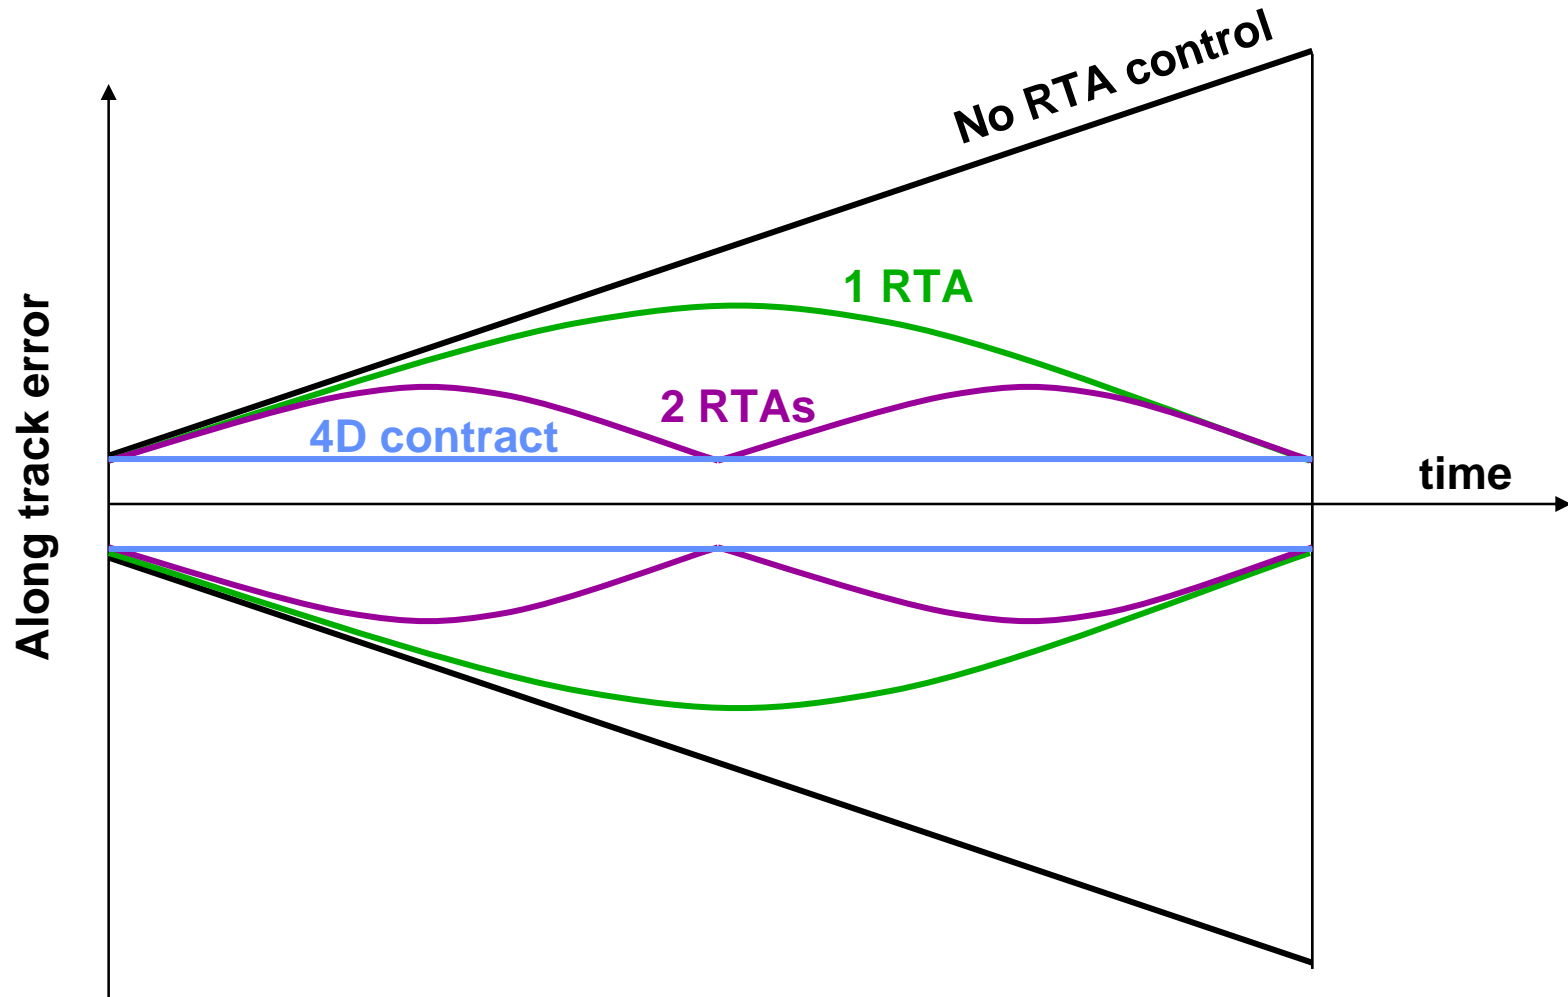 No RTA control
1 RTA
2 RTAs
4D contract
time
Along track error